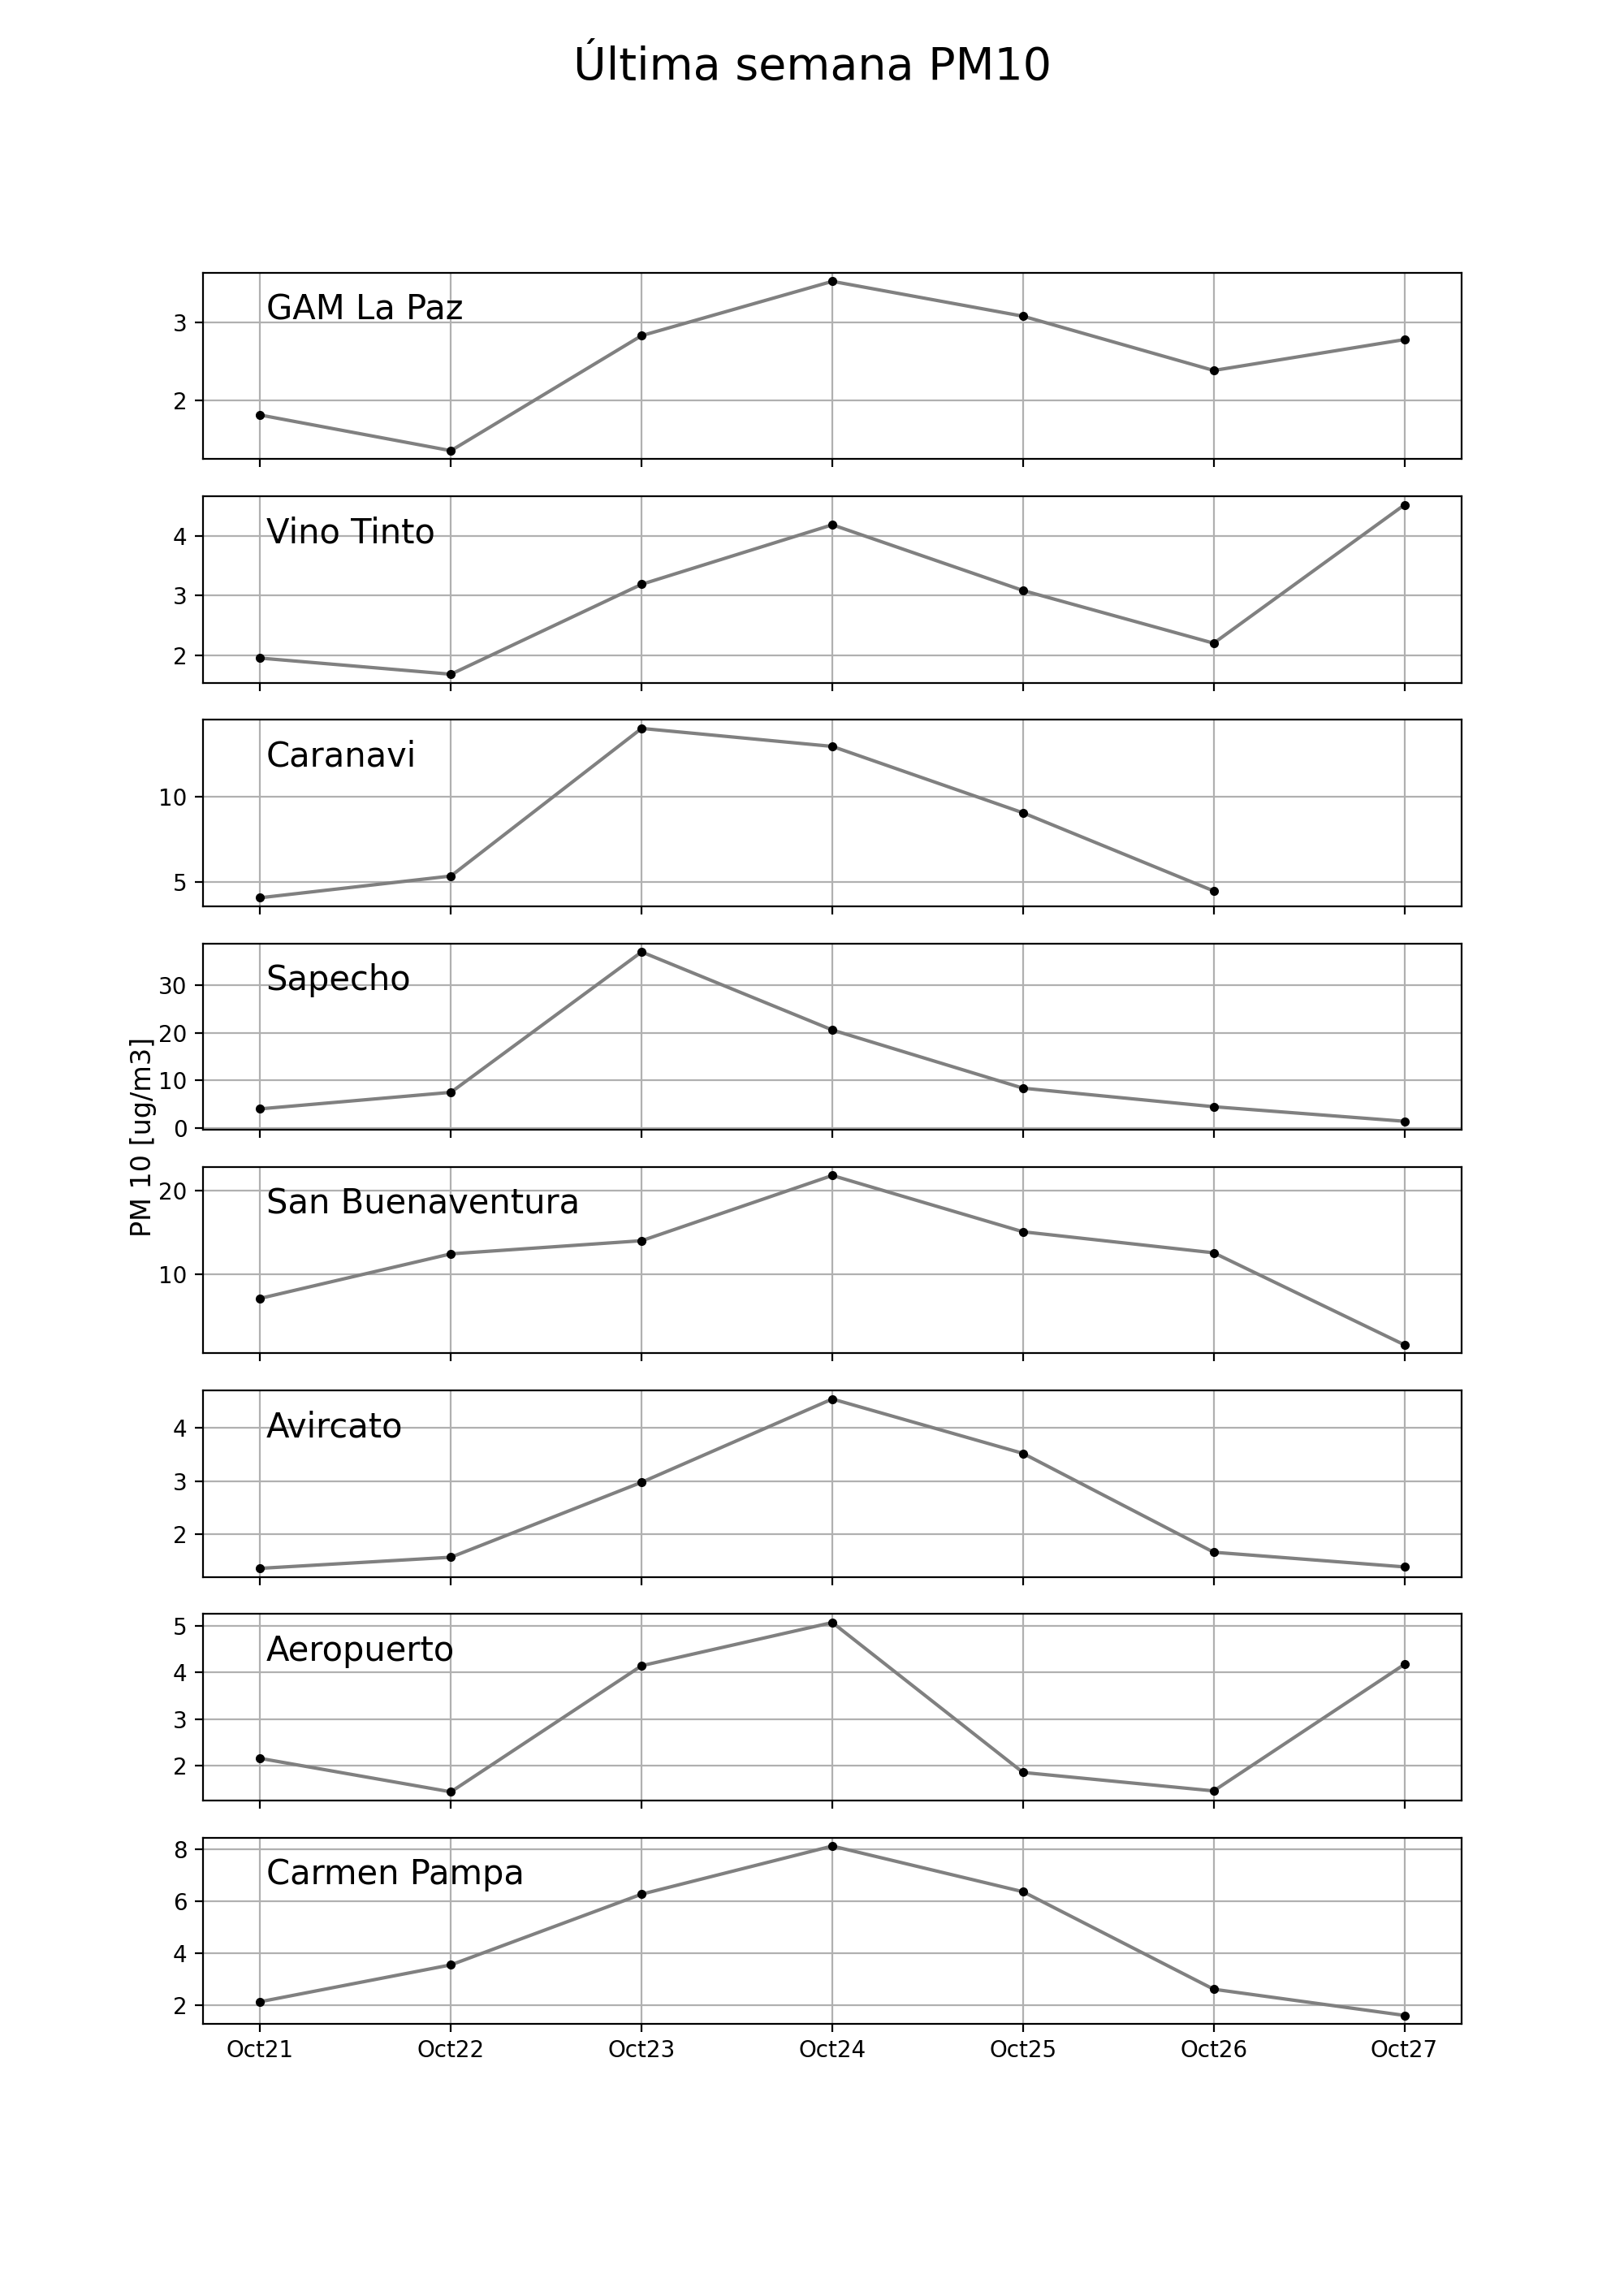 Última semana PM10
GAM La Paz
3
2
Vino Tinto
4
3
2
Caranavi
10
5
Sapecho
30
20
10
0
PM 10 [ug/m3]
San Buenaventura
20
10
Avircato
4
3
2
Aeropuerto
5
4
3
2
Carmen Pampa
8
6
4
2
Oct21 Oct22 Oct23 Oct24 Oct25 Oct26 Oct27